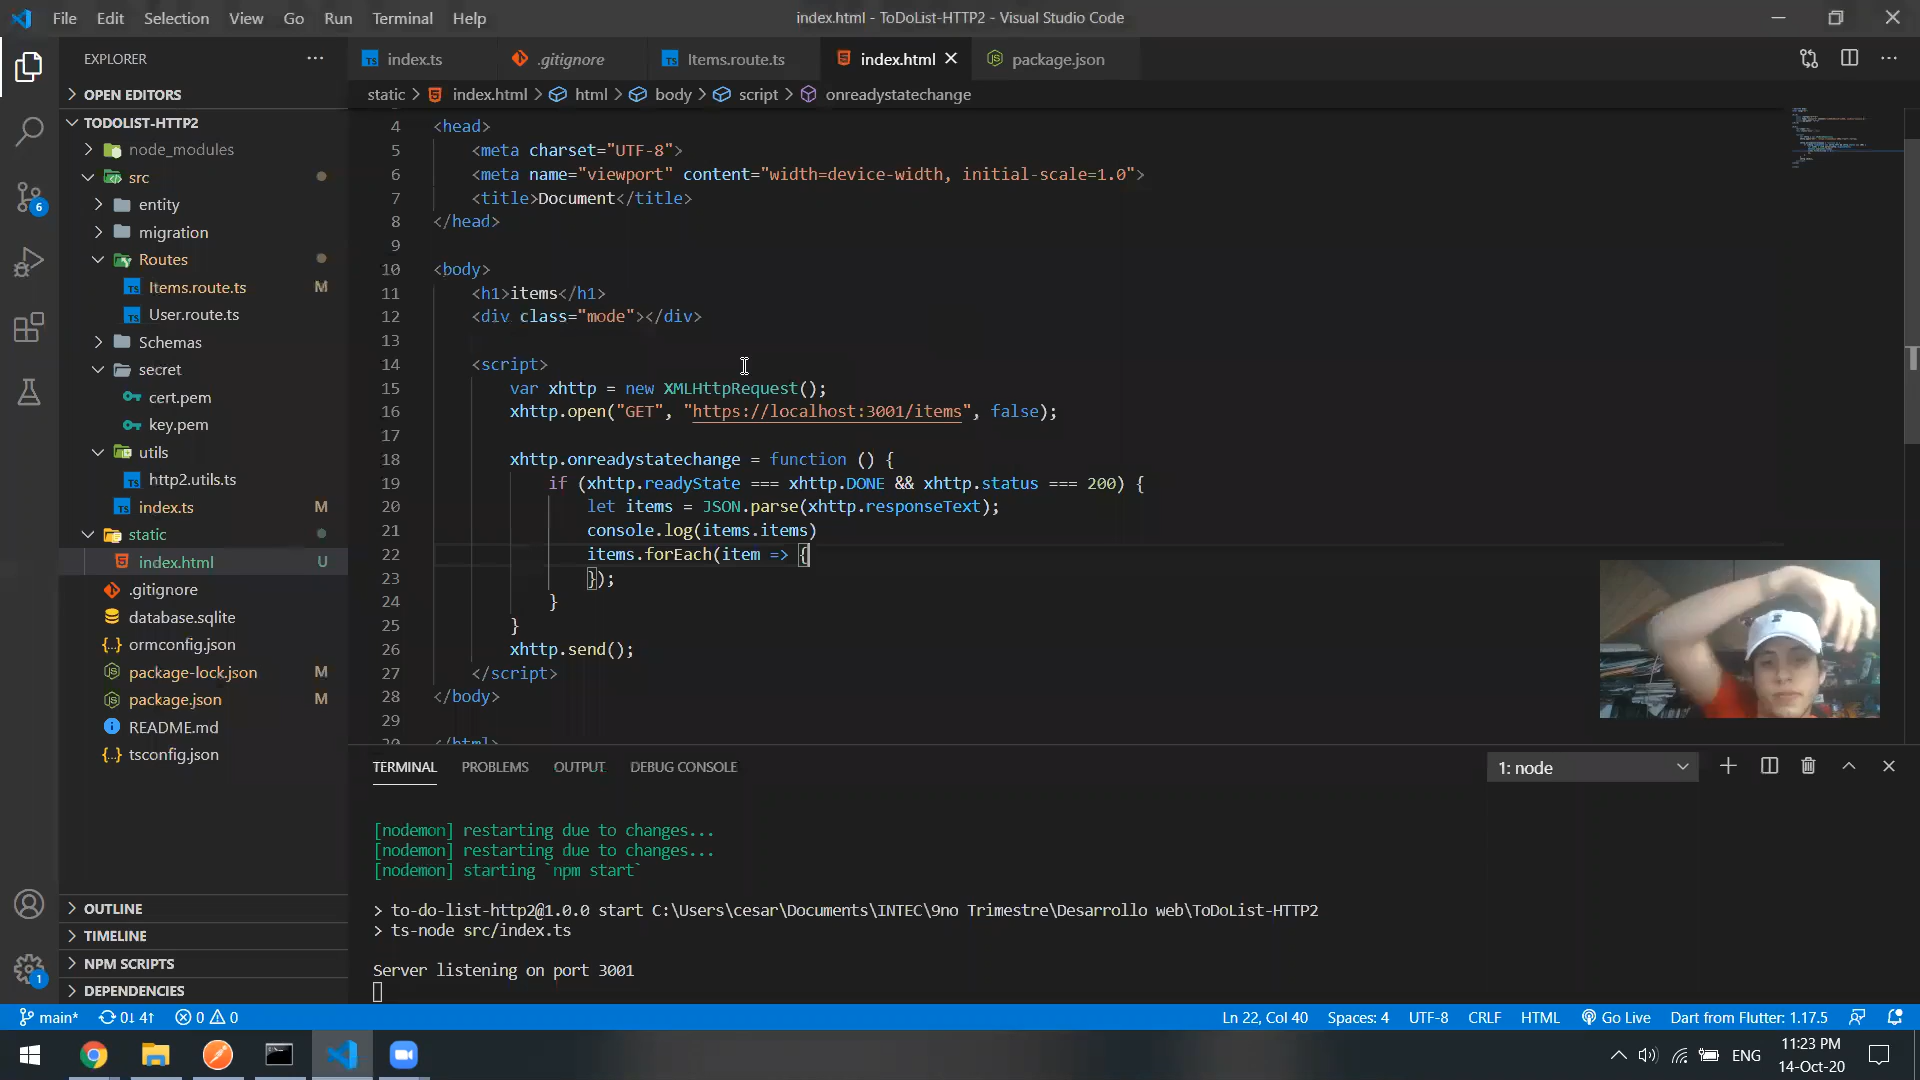 File Edit Selection View Go Run Terminal Help
index.html - ToDoList-HTTP2 - Visual Studio Code
EXPLORER
OPEN EDITORS
TODOLIST-HTTP2
node_modules
src
entity
migration
Routes
Items.route.ts M
User.route.ts
Schemas
secret
cert.pem
key.pem
utils
http2.utils.ts
index.ts M
static
index.html U
.gitignore
database.sqlite
ormconfig.json
package-lock.json M
package.json M
README.md
tsconfig.json
OUTLINE
TIMELINE
NPM SCRIPTS
DEPENDENCIES
6
1
index.ts .gitignore Items.route.ts index.html package.json
static > index.html > html > body > script > onreadystatechange
4 <head>
5 <meta charset="UTF-8">
6 <meta name="viewport" content="width=device-width, initial-scale=1.0">
7 <title>Document</title>
8 </head>
9
10 <body>
11 <h1>items</h1>
12 <div class="mode"></div>
13
14 <script>
15 var xhttp = new XMLHttpRequest();
16 xhttp.open("GET", "https://localhost:3001/items", false);
17
18 xhttp.onreadystatechange = function () {
19 if (xhttp.readyState === xhttp.DONE && xhttp.status === 200) {
20 let items = JSON.parse(xhttp.responseText);
21 console.log(items.items)
22 items.forEach(item => {
23 });
24 }
25 }
26 xhttp.send();
27 </script>
28 </body>
29
30 </html>
TERMINAL PROBLEMS OUTPUT DEBUG CONSOLE
1: node
[nodemon] restarting due to changes...
[nodemon] restarting due to changes...
[nodemon] starting `npm start`
> to-do-list-http2@1.0.0 start C:\Users\cesar\Documents\INTEC\9no Trimestre\Desarrollo web\ToDoList-HTTP2
> ts-node src/index.ts
Server listening on port 3001
main* 0↓ 4↑ 0 0
Ln 22, Col 40 Spaces: 4 UTF-8 CRLF HTML Go Live Dart from Flutter: 1.17.5
ENG
11:23 PM
14-Oct-20